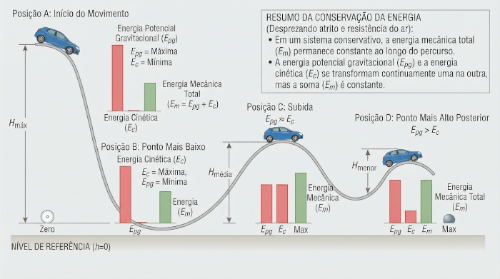 Posição A: Início do Movimento
Energia Potencial
Gravitacional (Epg)
Epg = Máxima
Ec = Mínima
Energia Mecânica
Total
(Em = Epg + Ec)
Energia Cinética
(Ec)
RESUMO DA CONSERVAÇÃO DA ENERGIA
(Desprezando atrito e resistência do ar):
• Em um sistema conservativo, a energia mecânica total
(Em) permanece constante ao longo do percurso.
• A energia potencial gravitacional (Epg) e a energia
cinética (Ec) se transformam continuamente uma na outra,
mas a soma (Em) é constante.
Hmáx
Posição B: Ponto Mais Baixo
Energia Cinética (Ec)
Ec = Máxima,
Epg = Mínima
Energia
(Em)
Epg
Posição C: Subida
Epg ≈ Ec
Hmédia
Energia
Mecânica
(Em)
Epg Ec Max
Posição D: Ponto Mais Alto Posterior
Epg > Ec
Hmenor
Energia
Mecânica Total
(Em)
Epg Ec Em Max
Zero
NÍVEL DE REFERÊNCIA (h=0)